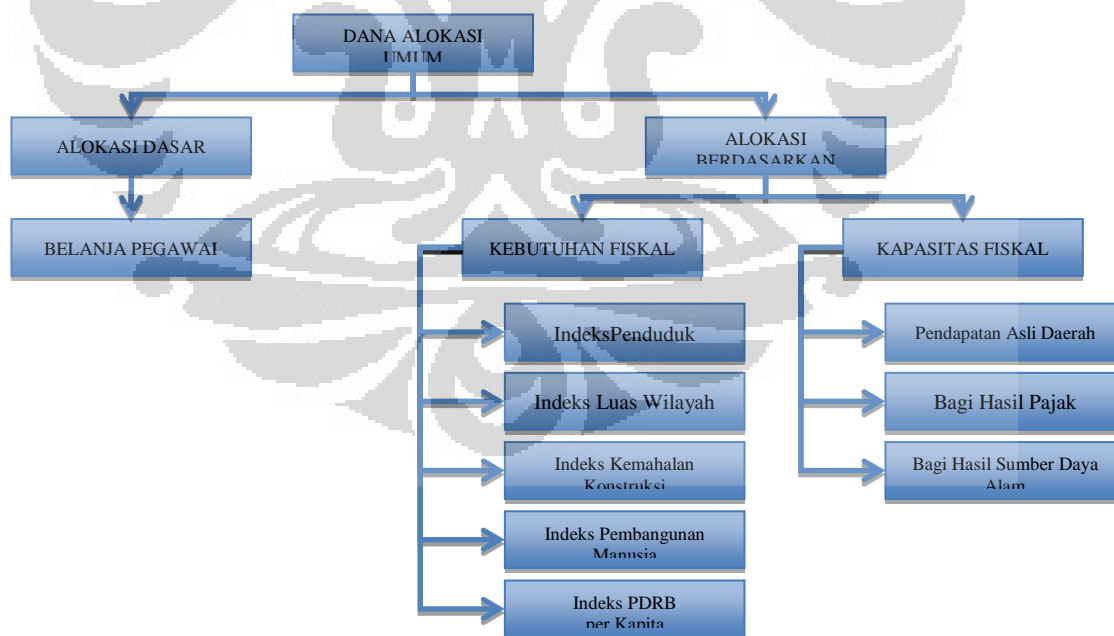 DANA ALOKASI
UMUM
ALOKASI DASAR
ALOKASI
BERDASARKAN
BELANJA PEGAWAI
KEBUTUHAN FISKAL
KAPASITAS FISKAL
IndeksPenduduk
Indeks Luas Wilayah
Indeks Kemahalan
Konstruksi
Indeks Pembangunan
Manusia
Indeks PDRB
per Kapita
Pendapatan Asli Daerah
Bagi Hasil Pajak
Bagi Hasil Sumber Daya
Alam